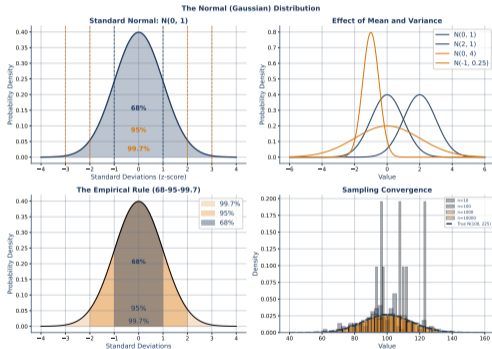 The Normal (Gaussian) Distribution
Standard Normal: N(0, 1)
Probability Density
0.40
0.35
0.30
0.25
0.20
0.15
0.10
0.05
0.00
68%
95%
99.7%
−4 −3 −2 −1 0 1 2 3 4
Standard Deviations (z-score)
Effect of Mean and Variance
Probability Density
0.8
0.7
0.6
0.5
0.4
0.3
0.2
0.1
0.0
N(0, 1)
N(2, 1)
N(0, 4)
N(-1, 0.25)
−6 −4 −2 0 2 4 6
Value
The Empirical Rule (68-95-99.7)
Probability Density
0.40
0.35
0.30
0.25
0.20
0.15
0.10
0.05
0.00
99.7%
95%
68%
68%
95%
99.7%
−4 −3 −2 −1 0 1 2 3 4
Standard Deviations
Sampling Convergence
Density
0.200
0.175
0.150
0.125
0.100
0.075
0.050
0.025
0.000
n=10
n=100
n=1000
n=10000
True N(100, 225)
40 60 80 100 120 140 160
Value